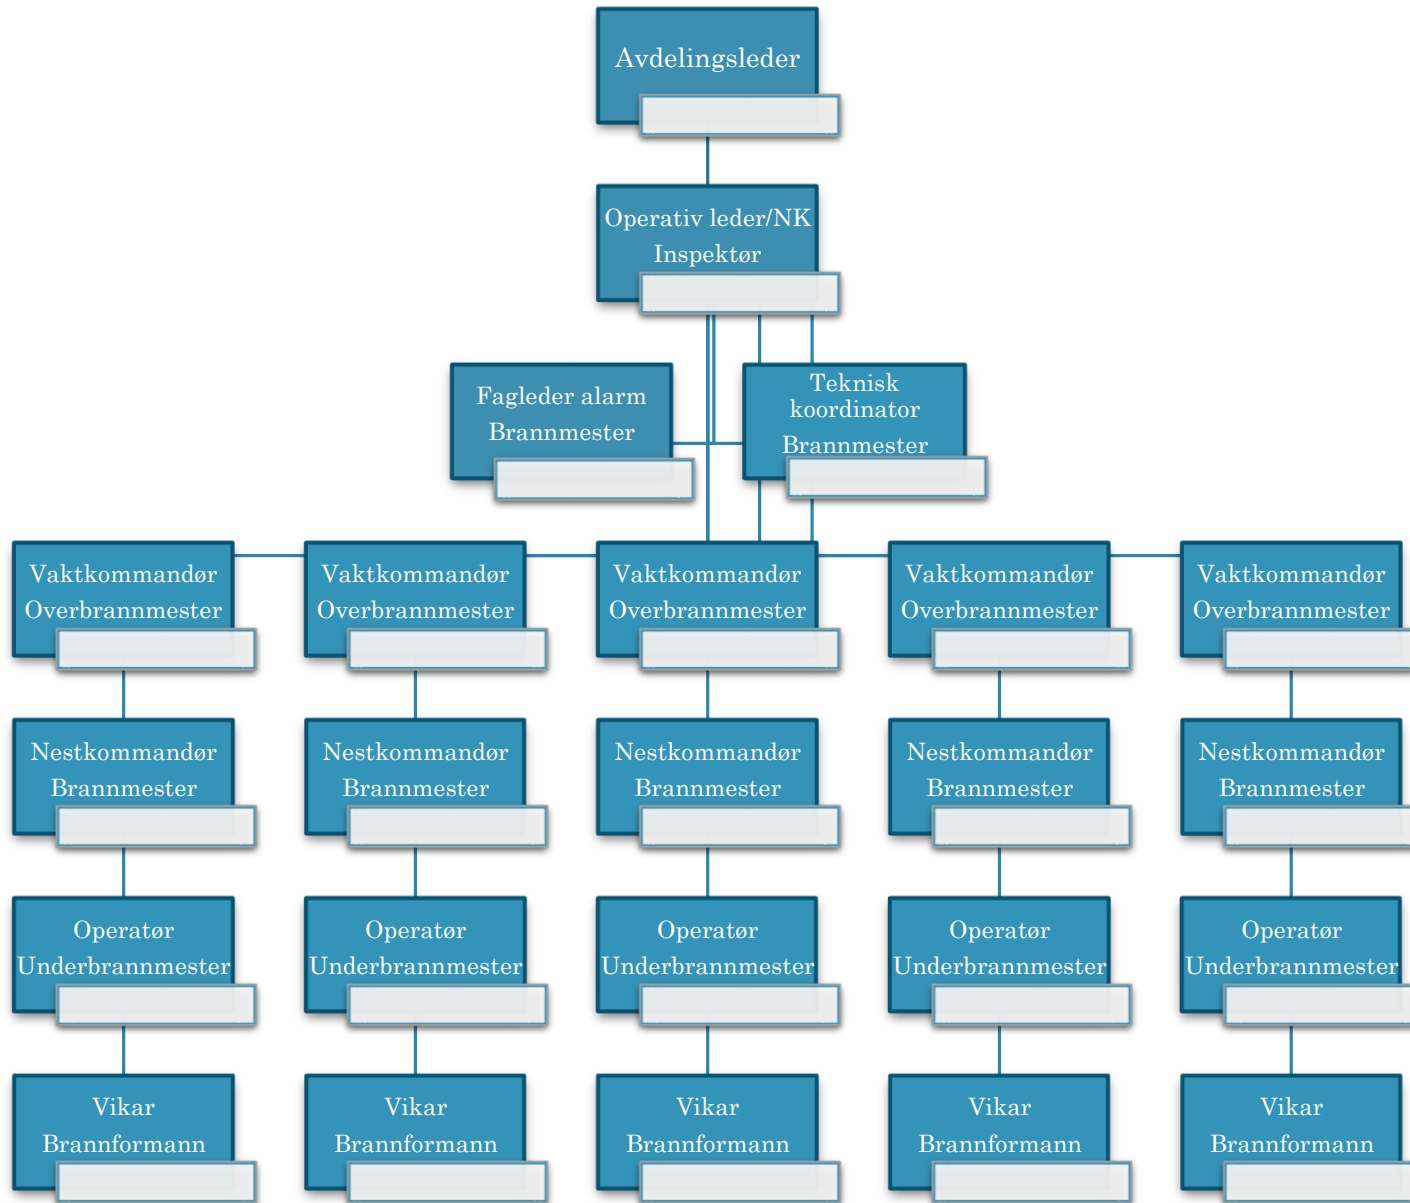 Avdelingsleder
Operativ leder/NK
Inspektør
Fagleder alarm
Brannmester
Teknisk
koordinator
Brannmester
Vaktkommandør
Overbrannmester
Vaktkommandør
Overbrannmester
Vaktkommandør
Overbrannmester
Vaktkommandør
Overbrannmester
Vaktkommandør
Overbrannmester
Nestkommandør
Brannmester
Nestkommandør
Brannmester
Nestkommandør
Brannmester
Nestkommandør
Brannmester
Nestkommandør
Brannmester
Operatør
Underbrannmester
Operatør
Underbrannmester
Operatør
Underbrannmester
Operatør
Underbrannmester
Operatør
Underbrannmester
Vikar
Brannformann
Vikar
Brannformann
Vikar
Brannformann
Vikar
Brannformann
Vikar
Brannformann